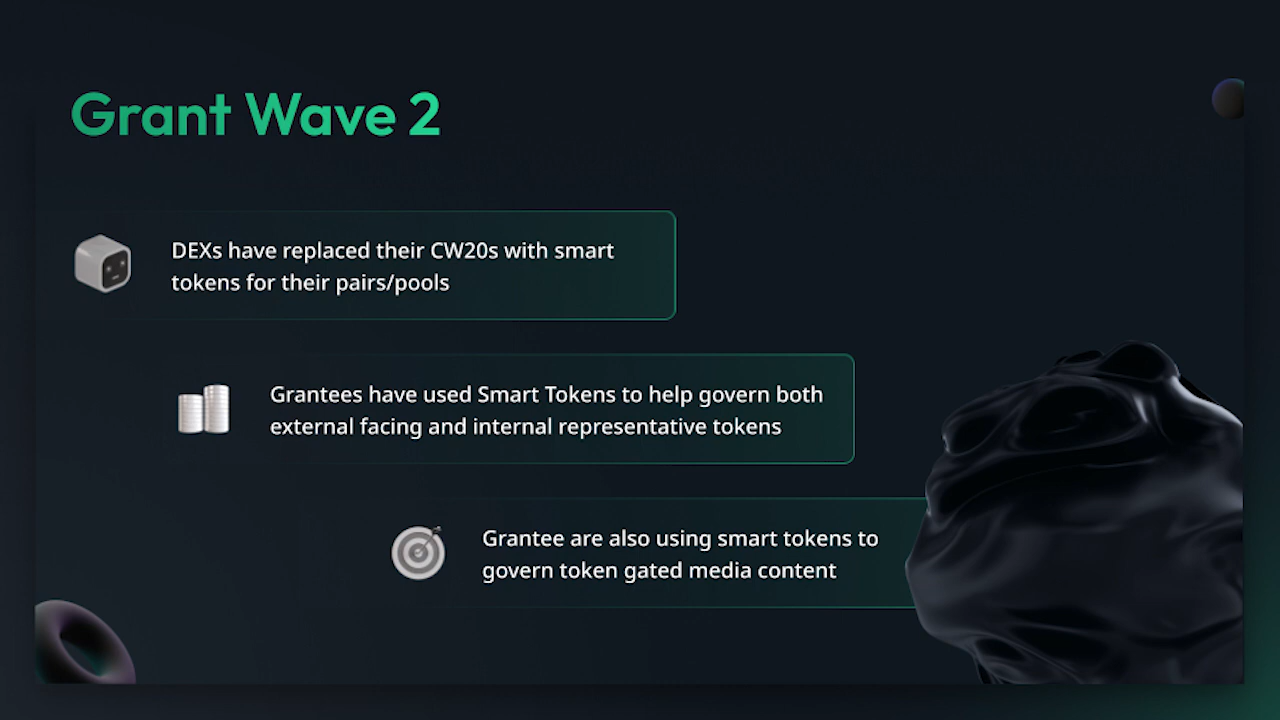 Grant Wave 2
DEXs have replaced their CW20s with smart
tokens for their pairs/pools
Grantees have used Smart Tokens to help govern both
external facing and internal representative tokens
Grantee are also using smart tokens to
govern token gated media content